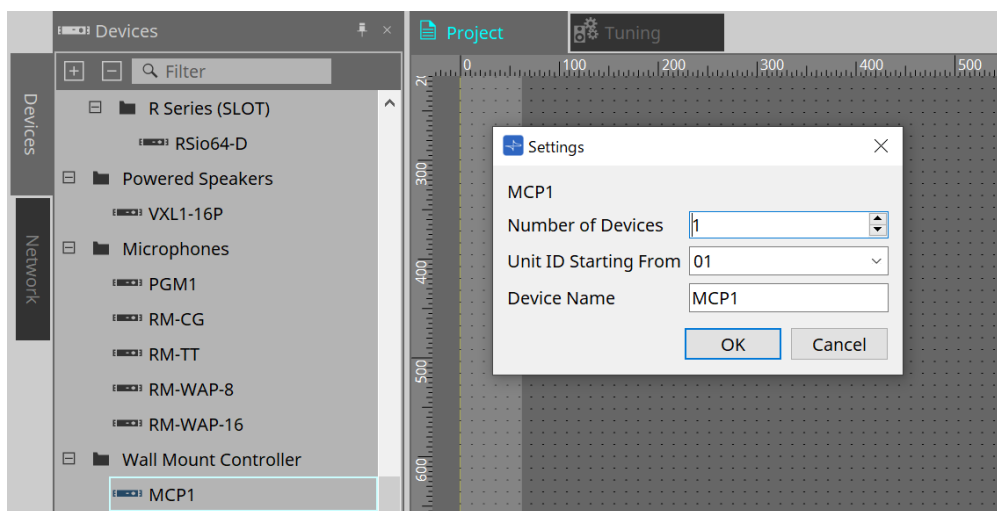 Devices
Filter
R Series (SLOT)
RSio64-D
Powered Speakers
VXL1-16P
Microphones
PGM1
RM-CG
RM-TT
RM-WAP-8
RM-WAP-16
Wall Mount Controller
MCP1
Devices
Network
Project
Tuning
0 100 200 300 400 500
300
400
500
600
Settings
MCP1
Number of Devices 1
Unit ID Starting From 01
Device Name MCP1
OK Cancel